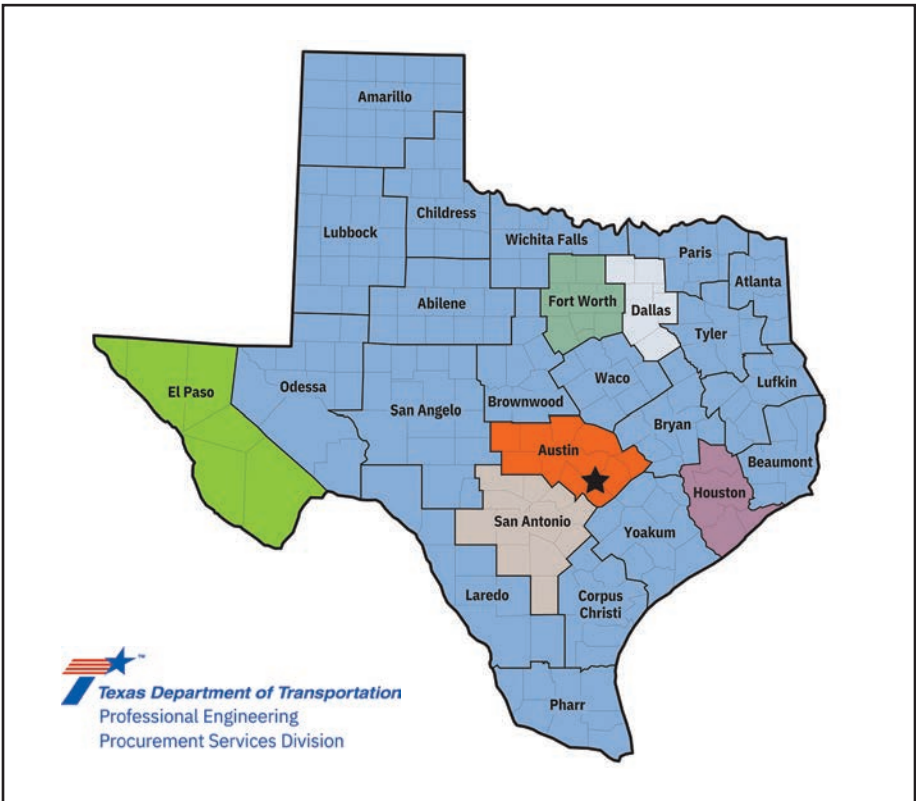 Amarillo
Childress
Lubbock
Wichita Falls
Paris
Atlanta
Abilene
Fort Worth
Dallas
Tyler
El Paso
Odessa
San Angelo
Brownwood
Waco
Lufkin
Bryan
Austin
Beaumont
Houston
San Antonio
Yoakum
Laredo
Corpus
Christi
Pharr
™
Texas Department of Transportation
Professional Engineering
Procurement Services Division